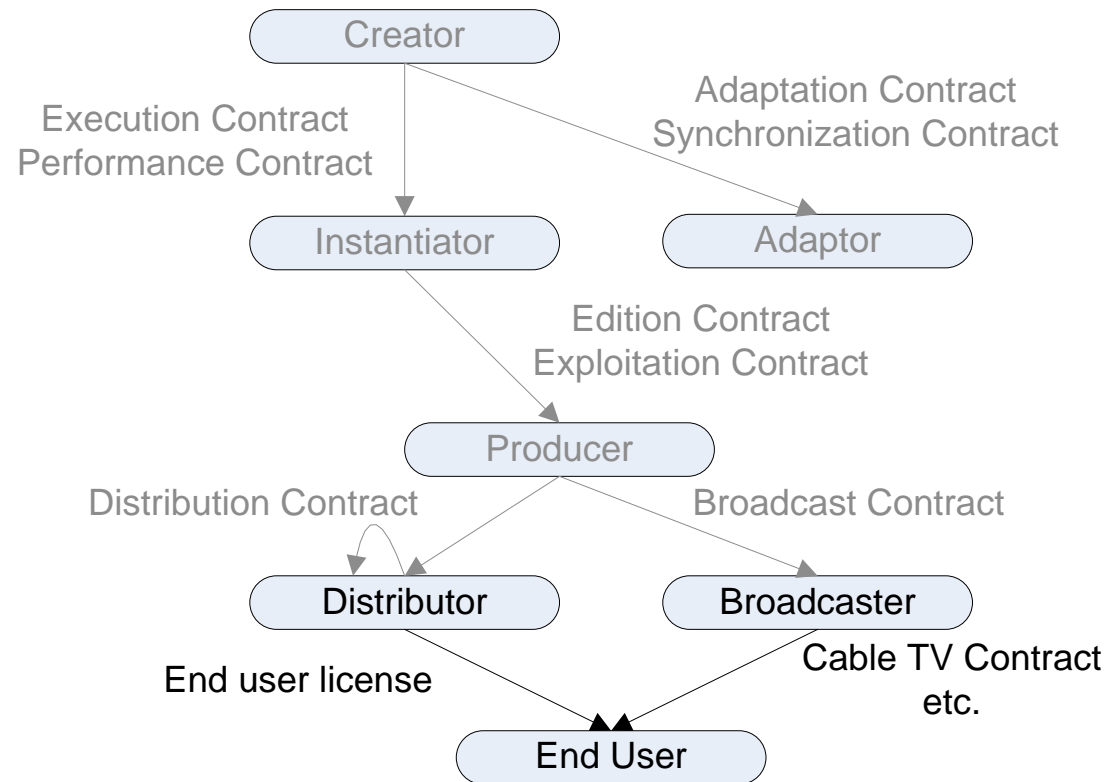 Creator
Execution Contract
Performance Contract
Adaptation Contract
Synchronization Contract
Instantiator
Adaptor
Edition Contract
Exploitation Contract
Producer
Distribution Contract
Broadcast Contract
Distributor
Broadcaster
End user license
Cable TV Contract
etc.
End User